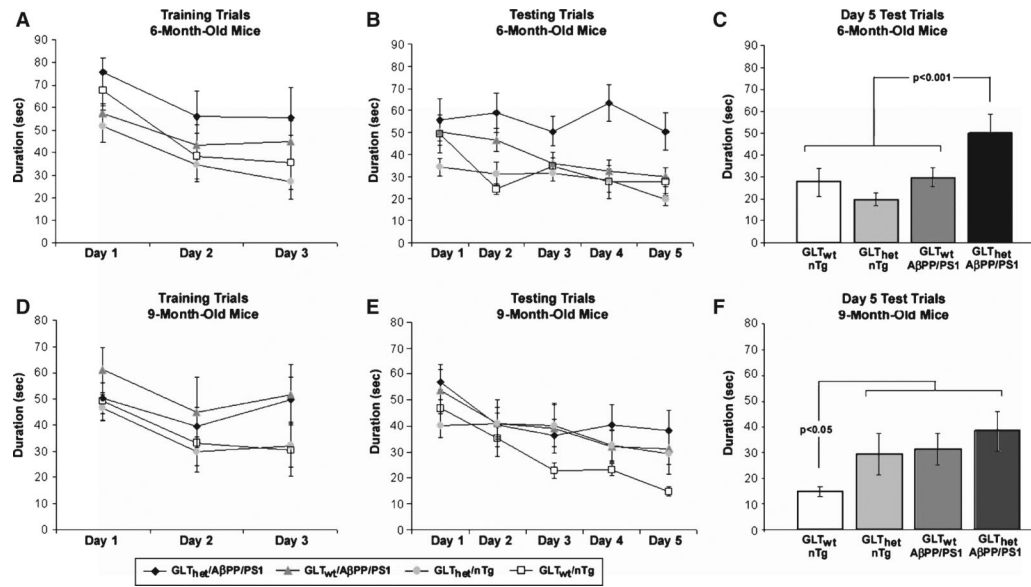 A
Training Trials
6-Month-Old Mice
Duration (sec)
90
80
70
60
50
40
30
20
10
0
Day 1 Day 2 Day 3
B
Testing Trials
6-Month-Old Mice
Duration (sec)
90
80
70
60
50
40
30
20
10
0
Day 1 Day 2 Day 3 Day 4 Day 5
C
Day 5 Test Trials
6-Month-Old Mice
Duration (sec)
90
80
70
60
50
40
30
20
10
0
p<0.001
GLTwt
nTg
GLThet
nTg
GLTwt
AβPP/PS1
GLThet
AβPP/PS1
D
Training Trials
9-Month-Old Mice
Duration (sec)
80
70
60
50
40
30
20
10
0
Day 1 Day 2 Day 3
E
Testing Trials
9-Month-Old Mice
Duration (sec)
80
70
60
50
40
30
20
10
0
Day 1 Day 2 Day 3 Day 4 Day 5
F
Day 5 Test Trials
9-Month-Old Mice
Duration (sec)
80
70
60
50
40
30
20
10
0
p<0.05
GLTwt
nTg
GLThet
nTg
GLTwt
AβPP/PS1
GLThet
AβPP/PS1
GLThet/AβPP/PS1 GLTwt/AβPP/PS1 GLThet/nTg GLTwt/nTg